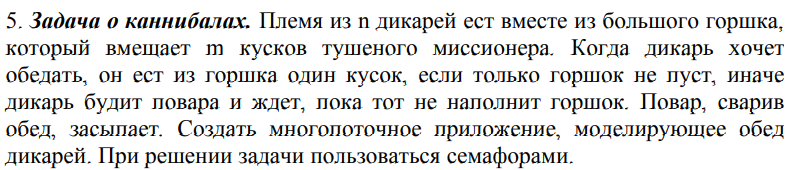 5. Задача о каннибалах. Племя из n дикарей ест вместе из большого горшка,
который вмещает m кусков тушеного миссионера. Когда дикарь хочет
обедать, он ест из горшка один кусок, если только горшок не пуст, иначе
дикарь будит повара и ждет, пока тот не наполнит горшок. Повар, сварив
обед, засыпает. Создать многопоточное приложение, моделирующее обед
дикарей. При решении задачи пользоваться семафорами.